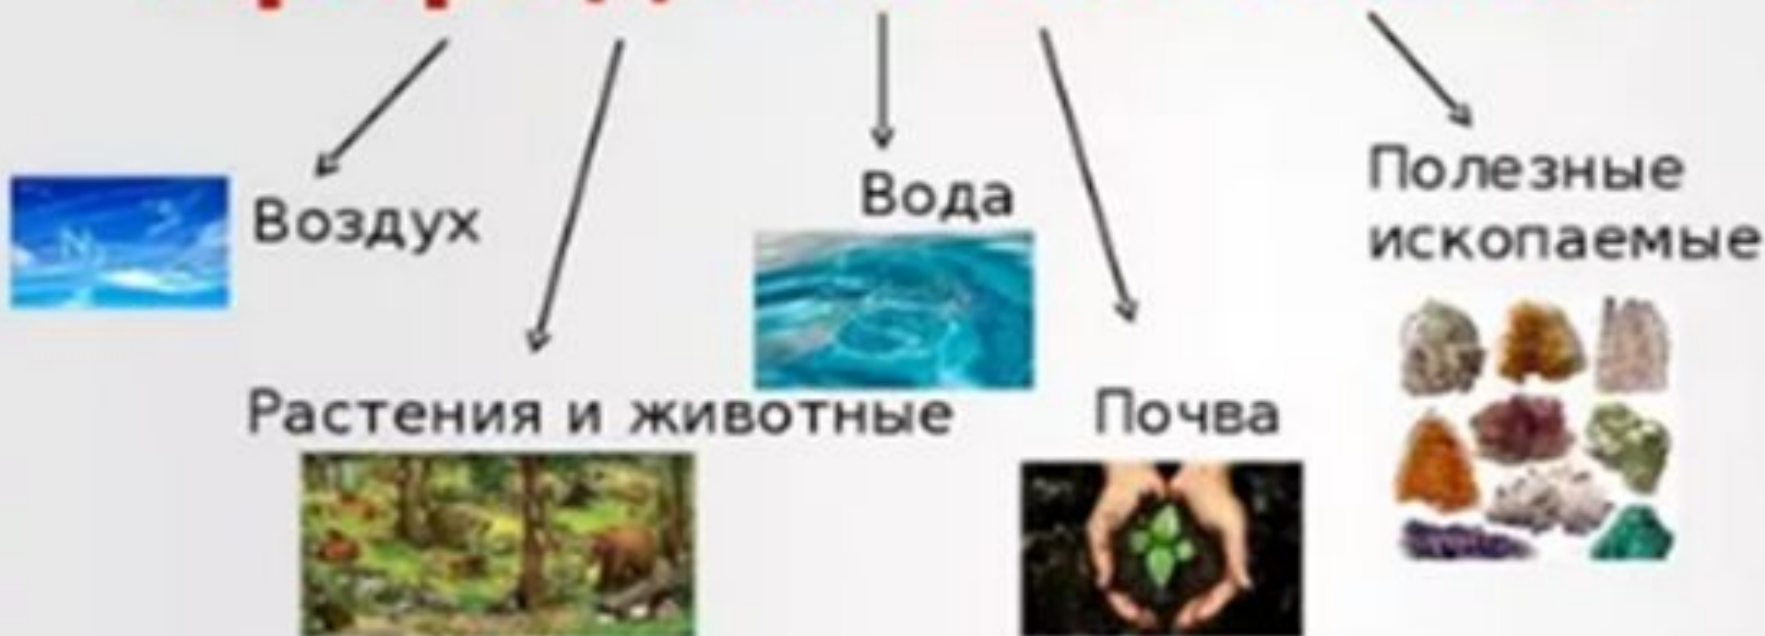 Воздух
Вода
Полезные
ископаемые
Растения и животные
Почва